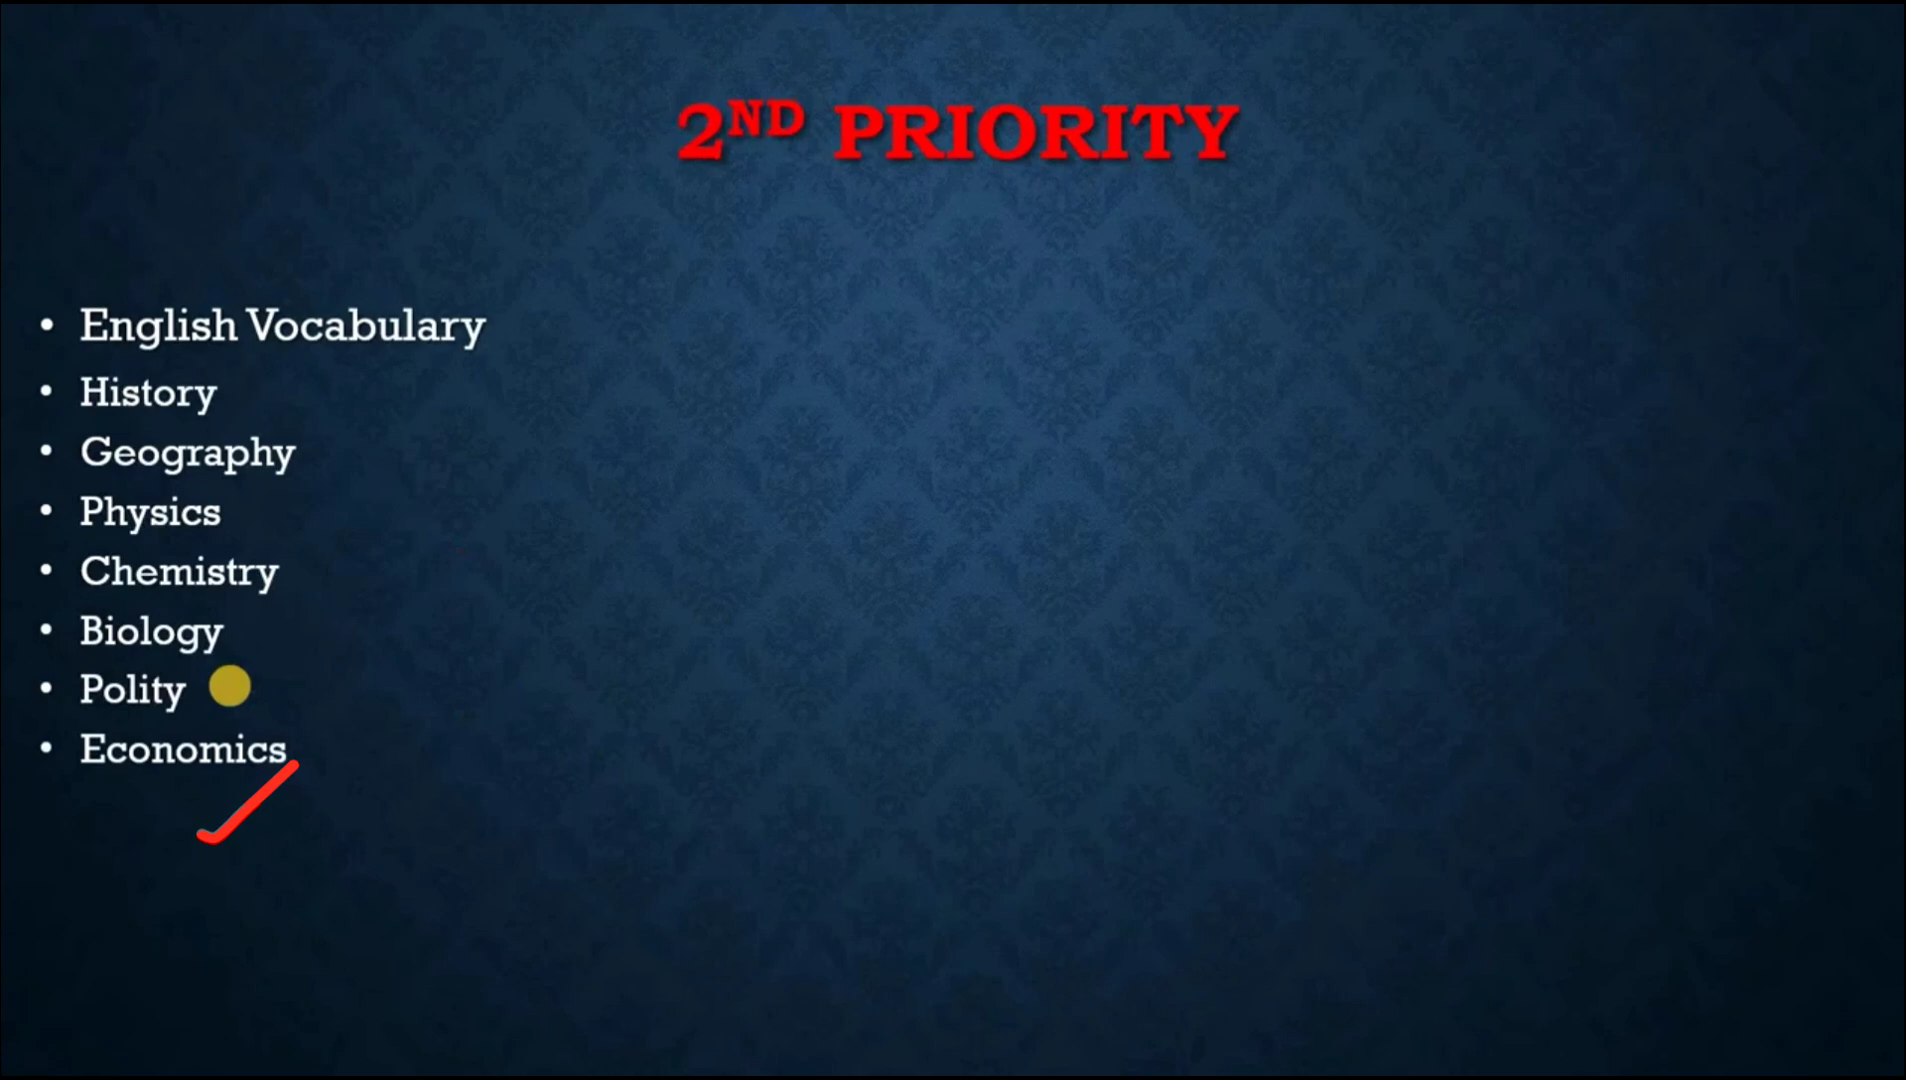 2ND PRIORITY
• English Vocabulary
• History
• Geography
• Physics
• Chemistry
• Biology
• Polity
• Economics